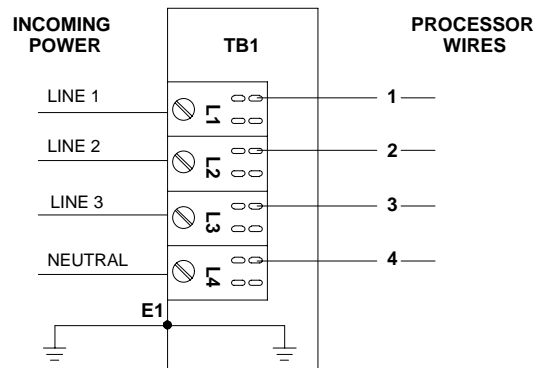 INCOMING
POWER
TB1
PROCESSOR
WIRES
LINE 1
L1
1
LINE 2
L2
2
LINE 3
L3
3
NEUTRAL
L4
4
E1